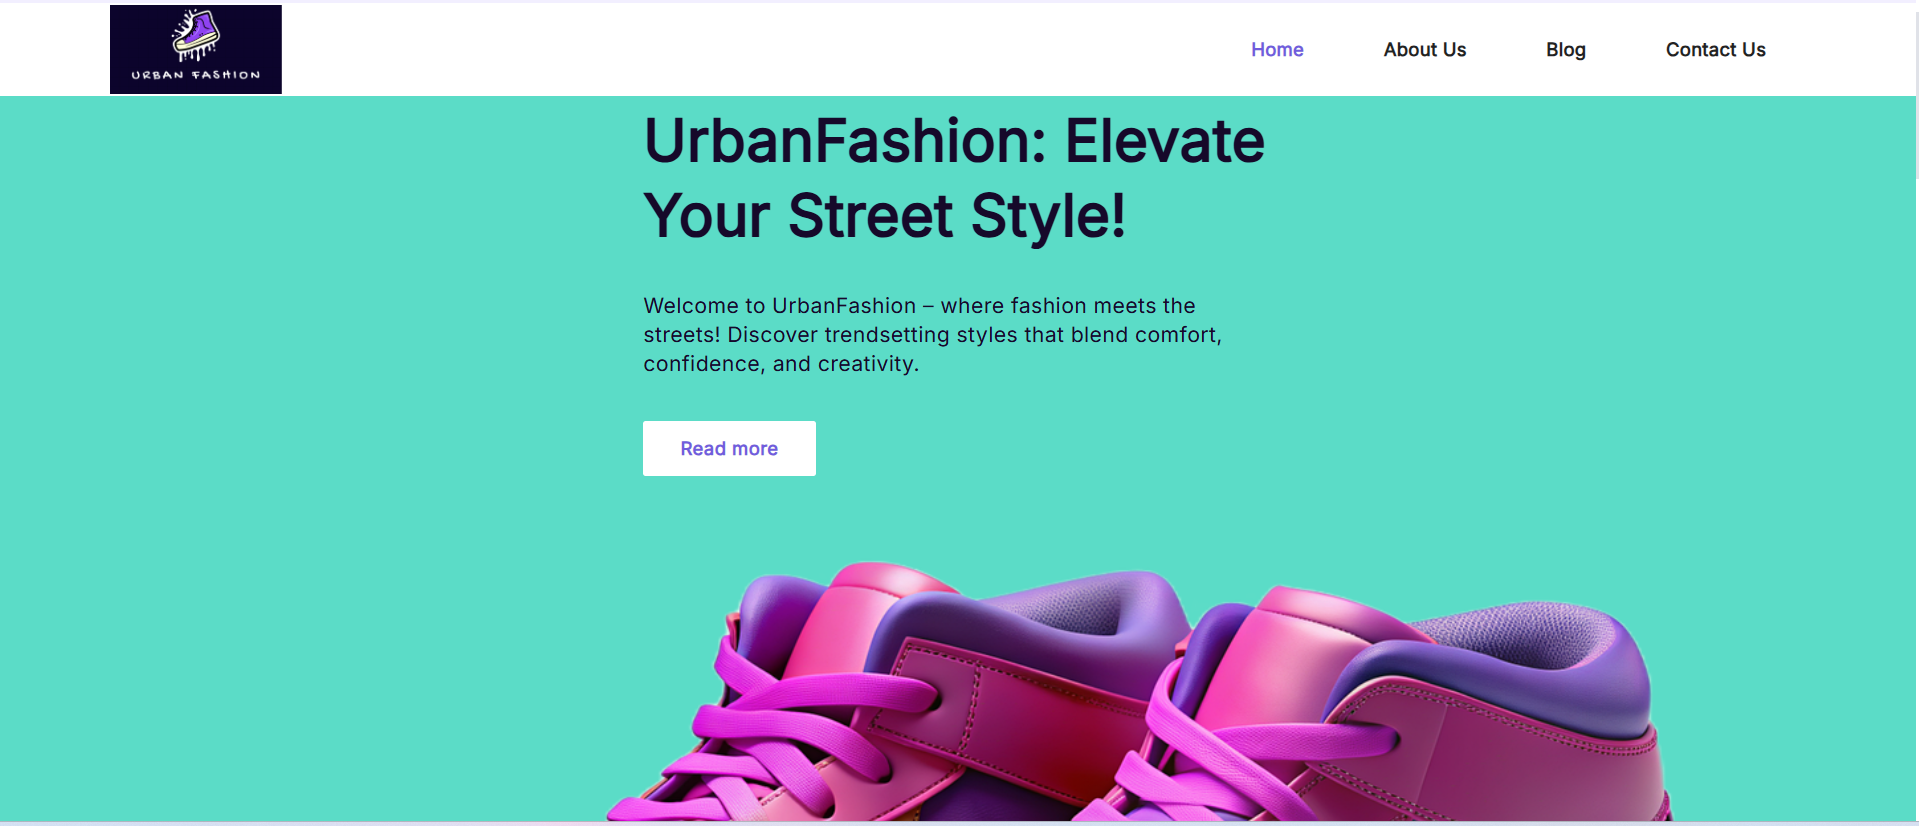 URBAN FASHION
Home
About Us
Blog
Contact Us
UrbanFashion: Elevate
Your Street Style!
Welcome to UrbanFashion – where fashion meets the
streets! Discover trendsetting styles that blend comfort,
confidence, and creativity.
Read more